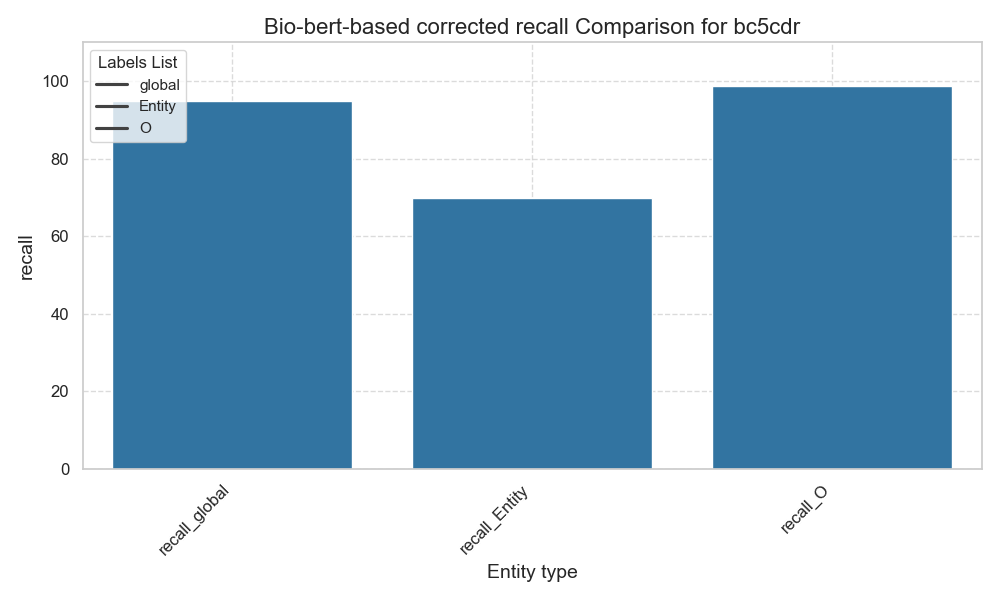 Bio-bert-based corrected recall Comparison for bc5cdr
Labels List
global
Entity
O
recall
100
80
60
40
20
0
recall_global
recall_Entity
recall_O
Entity type